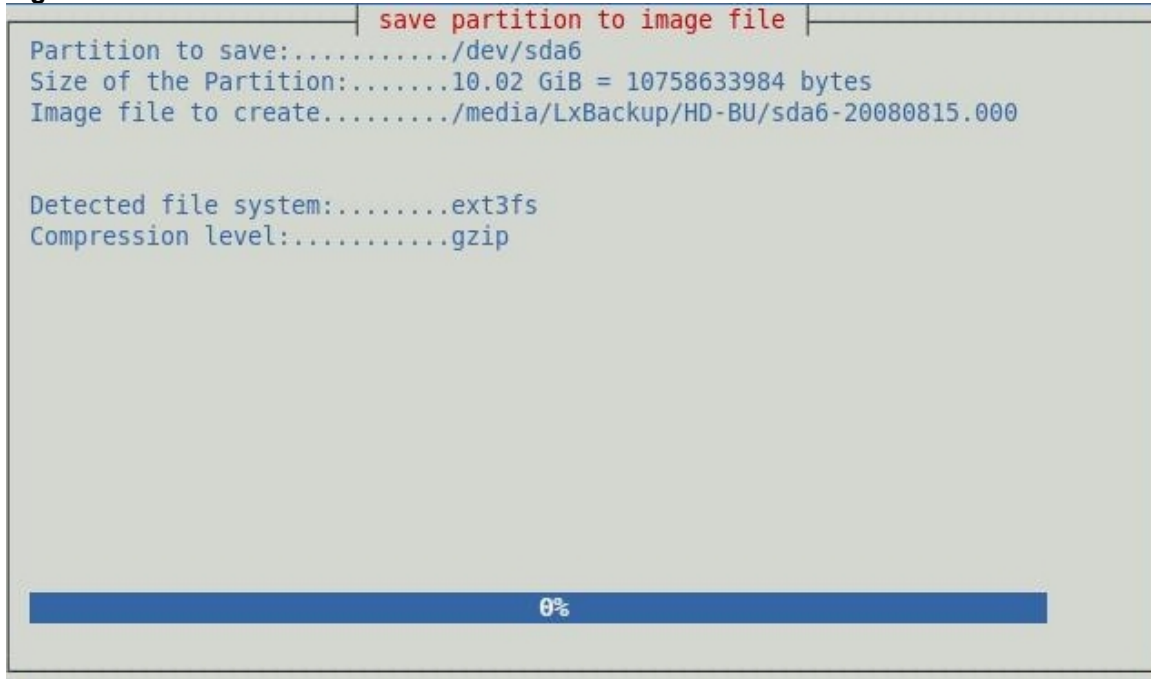 save partition to image file
Partition to save:.........../dev/sda6
Size of the Partition:.......10.02 GiB = 10758633984 bytes
Image file to create........./media/LxBackup/HD-BU/sda6-20080815.000
Detected file system:........ext3fs
Compression level:...........gzip
0%